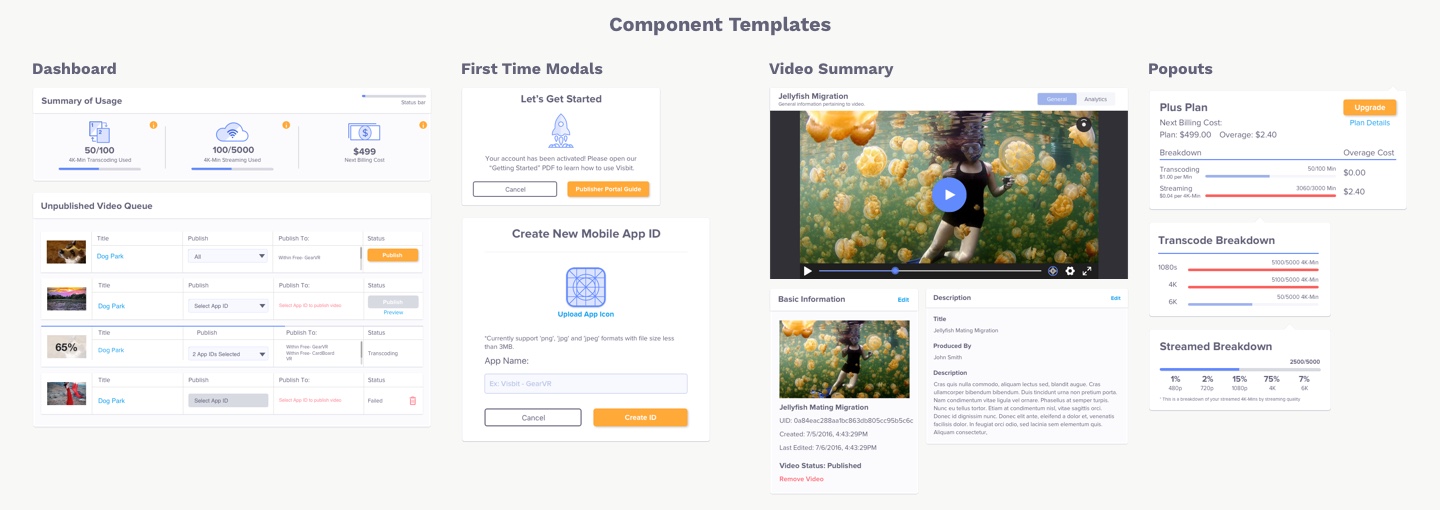 Component Templates
Dashboard
Summary of Usage
Status bar
1
2
50/100
4K-Min Transcoding Used
100/5000
4K-Min Streaming Used
$
$499
Next Billing Cost
Unpublished Video Queue
Title
Publish
Publish To:
Status
Dog Park
All
Within Free: GearVR
Publish
Title
Publish
Publish To:
Status
Dog Park
Select App ID
Select App ID to publish video
Publish
Preview
Title
Publish
Publish To:
Status
65%
Dog Park
2 App IDs Selected
Within Free: GearVR
Within Free: CardBoard
VR
Transcoding
Title
Publish
Publish To:
Status
Dog Park
Select App ID
Select App ID to publish video
Failed
First Time Modals
Let's Get Started
Your account has been activated! Please open our
"Getting Started" PDF to learn how to use Visbit.
Cancel
Publisher Portal Guide
Create New Mobile App ID
Upload App Icon
*Currently support 'png', 'jpg' and 'jpeg' formats with file size less
than 3MB.
App Name:
Ex: Visbit - GearVR
Cancel
Create ID
Video Summary
Jellyfish Migration
General information pertaining to video.
General
Analytics
Basic Information
Edit
Jellyfish Mating Migration
UID: 0a84eac288aa1bc863db805cc95b5c6c
Created: 7/5/2016, 4:43:29PM
Last Edited: 7/6/2016, 4:43:29PM
Video Status: Published
Remove Video
Description
Edit
Title
Jellyfish Mating Migration
Produced By
John Smith
Description
Cras quis nulla commodo, aliquam lectus sed, blandit augue. Cras
ullamcorper bibendum bibendum. Duis tincidunt urna non pretium porta.
Nam condimentum vitae ligula vel ornare. Phasellus at semper turpis.
Nunc eu tellus tortor. Etiam at condimentum nisl, vitae sagittis orci.
Donec id dignissim nunc. Donec elit ante, eleifend a dolor et, venenatis
facilisis dolor. In feugiat orci odio, sed lacinia sem elementum quis.
Aliquam consectetur.
Popouts
Plus Plan
Upgrade
Next Billing Cost:
Plan Details
Plan: $499.00 Overage: $2.40
Breakdown
Overage Cost
Transcoding
$1.00 per Min
50/100 Min
$0.00
Streaming
$0.04 per 4K-Min
3060/3000 Min
$2.40
Transcode Breakdown
1080s
5100/5000 4K-Min
4K
5100/5000 4K-Min
6K
50/5000 4K-Min
Streamed Breakdown
2500/5000
1% 2% 15% 75% 7%
480p 720p 1080p 4K 6K
* This is a breakdown of your streamed 4K-Mins by streaming quality